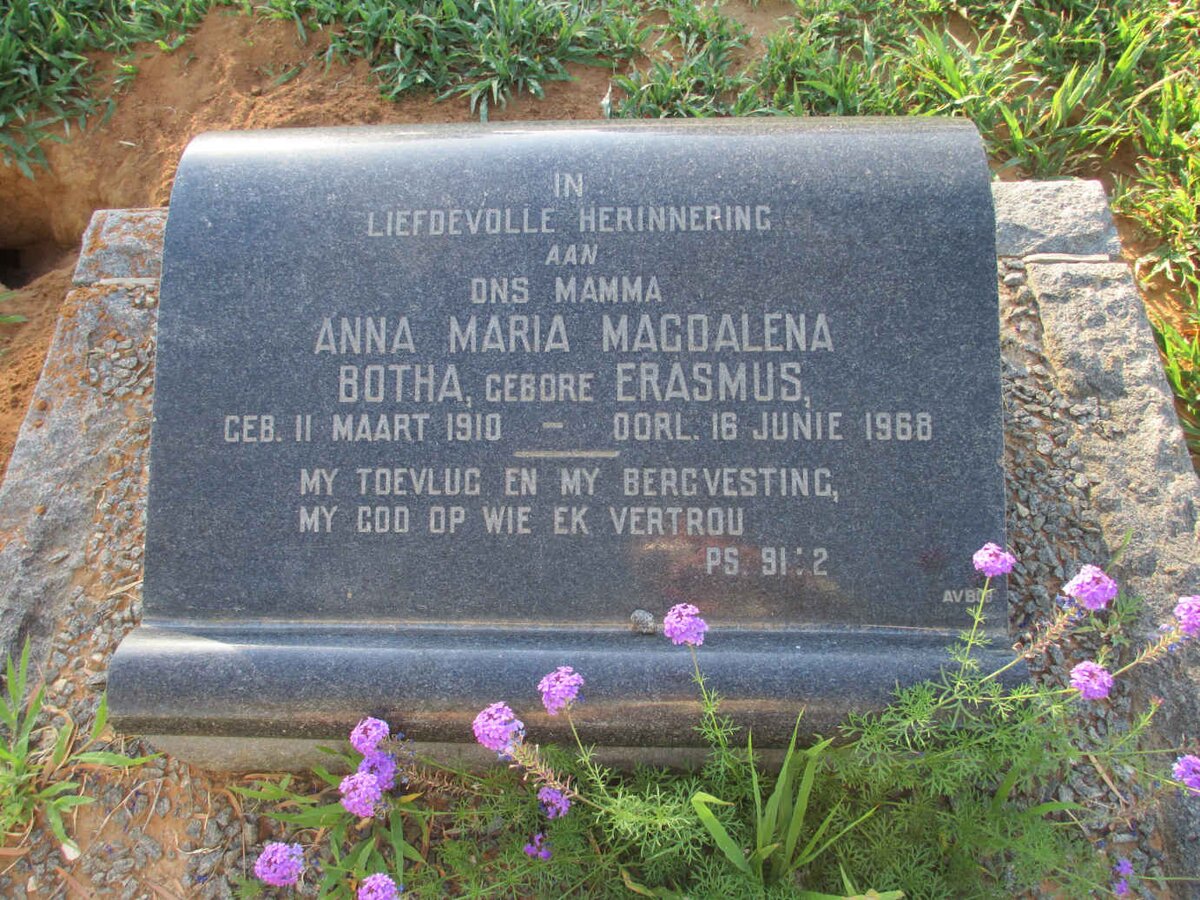 IN
LIEFDEVOLLE HERINNERING
AAN
ONS MAMMA
ANNA MARIA MAGDALENA
BOTHA, GEBORE ERASMUS,
GEB. 11 MAART 1910 – OORL. 16 JUNIE 1968
MY TOEVLUG EN MY BERGVESTING,
MY GOD OP WIE EK VERTROU
PS. 91:2